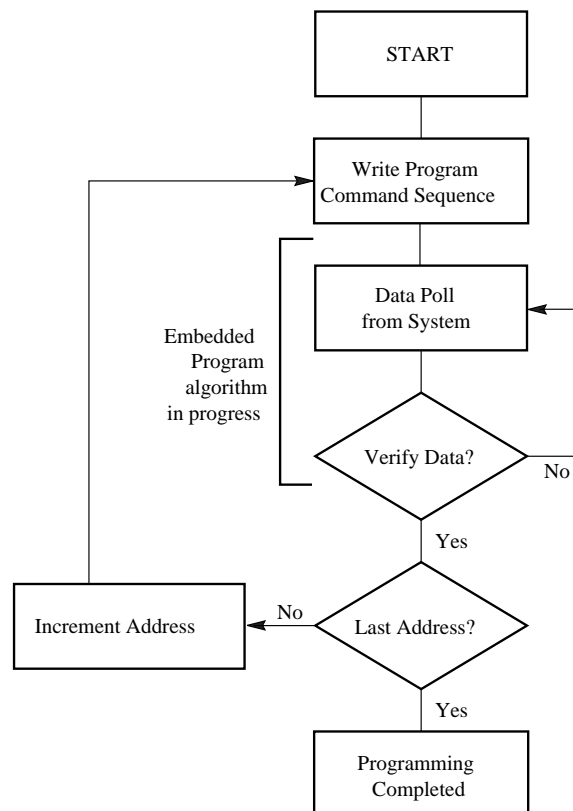 START
Write Program
Command Sequence
Data Poll
from System
Embedded
Program
algorithm
in progress
Verify Data?
No
Yes
Last Address?
No
Increment Address
Yes
Programming
Completed